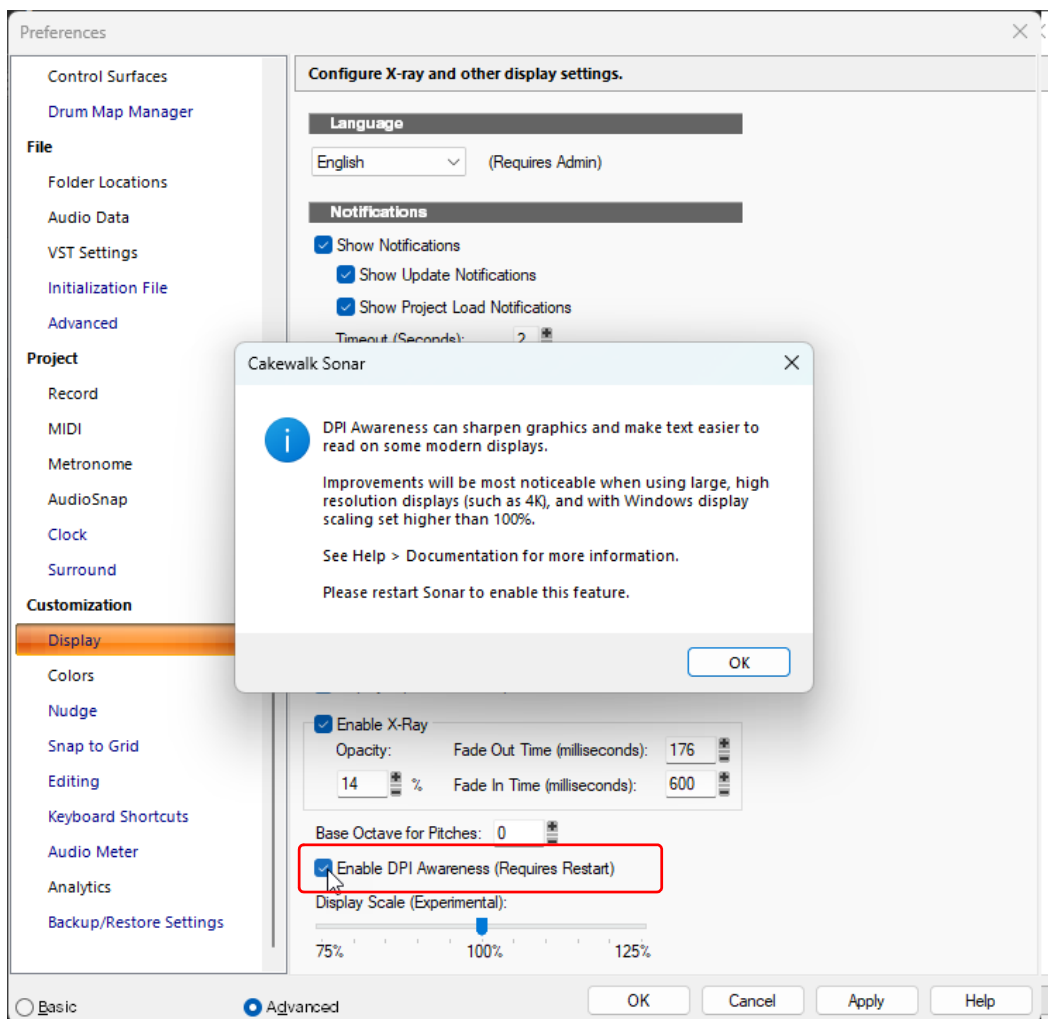 Preferences
Control Surfaces
Drum Map Manager
File
Folder Locations
Audio Data
VST Settings
Initialization File
Advanced
Project
Record
MIDI
Metronome
AudioSnap
Clock
Surround
Customization
Display
Colors
Nudge
Snap to Grid
Editing
Keyboard Shortcuts
Audio Meter
Analytics
Backup/Restore Settings
Basic
Advanced
Configure X-ray and other display settings.
Language
English (Requires Admin)
Notifications
Show Notifications
Show Update Notifications
Show Project Load Notifications
Timeout (Seconds): 2
Cakewalk Sonar
DPI Awareness can sharpen graphics and make text easier to
read on some modern displays.
Improvements will be most noticeable when using large, high
resolution displays (such as 4K), and with Windows display
scaling set higher than 100%.
See Help > Documentation for more information.
Please restart Sonar to enable this feature.
OK
Enable X-Ray
Opacity: Fade Out Time (milliseconds): 176
14 % Fade In Time (milliseconds): 600
Base Octave for Pitches: 0
Enable DPI Awareness (Requires Restart)
Display Scale (Experimental):
75% 100% 125%
OK Cancel Apply Help